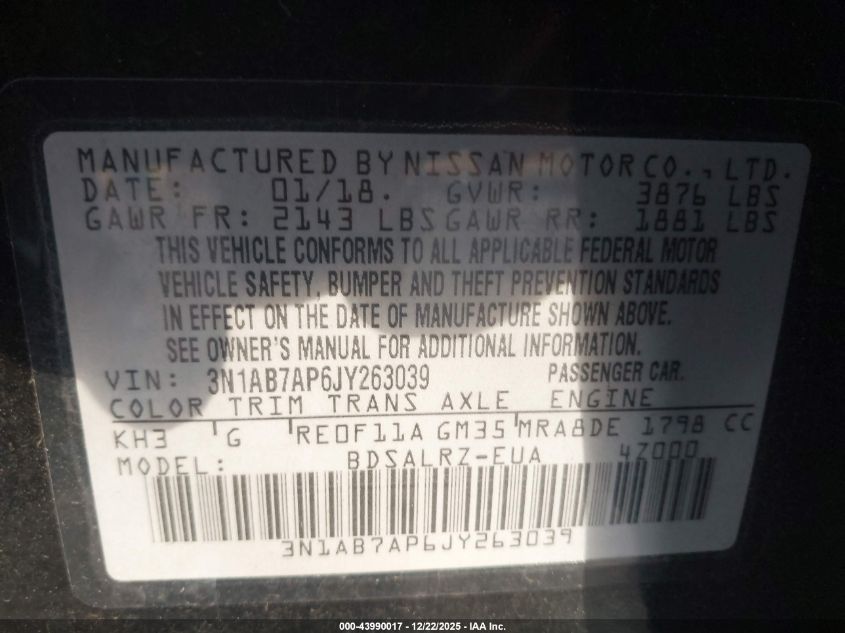 MANUFACTURED BY NISSAN MOTOR CO., LTD.
DATE: 01/18. GVWR: 3876 LBS
GAWR FR: 2143 LBS GAWR RR: 1881 LBS
THIS VEHICLE CONFORMS TO ALL APPLICABLE FEDERAL MOTOR
VEHICLE SAFETY, BUMPER AND THEFT PREVENTION STANDARDS
IN EFFECT ON THE DATE OF MANUFACTURE SHOWN ABOVE.
SEE OWNER'S MANUAL FOR ADDITIONAL INFORMATION.
VIN: 3N1AB7AP6JY263039 PASSENGER CAR.
COLOR TRIM TRANS AXLE ENGINE
KH3 G RE0F11A GM35 MRA8DE 1798 CC
MODEL: BDSALRZ-EUA 4Z000
3N1AB7AP6JY263039
000-43990017 - 12/22/2025 - IAA Inc.